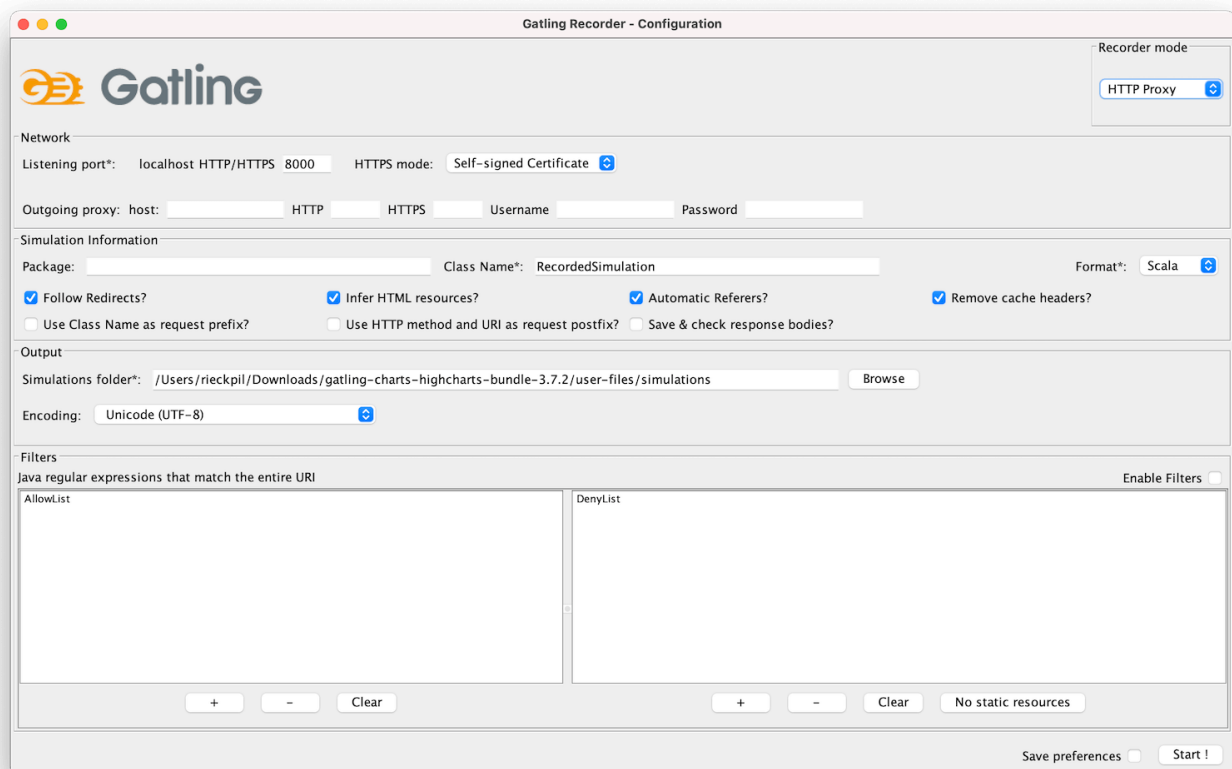 Gatling Recorder - Configuration
Recorder mode
Gatling
HTTP Proxy
Network
Listening port*: localhost HTTP/HTTPS 8000 HTTPS mode: Self-signed Certificate
Outgoing proxy: host: HTTP HTTPS Username Password
Simulation Information
Package: Class Name*: RecordedSimulation Format*: Scala
Follow Redirects? Infer HTML resources? Automatic Referers? Remove cache headers?
Use Class Name as request prefix? Use HTTP method and URI as request postfix? Save & check response bodies?
Output
Simulations folder*: /Users/rieckpil/Downloads/gatling-charts-highcharts-bundle-3.7.2/user-files/simulations Browse
Encoding: Unicode (UTF-8)
Filters
Java regular expressions that match the entire URI Enable Filters
AllowList DenyList
+ - Clear + - Clear No static resources
Save preferences Start !